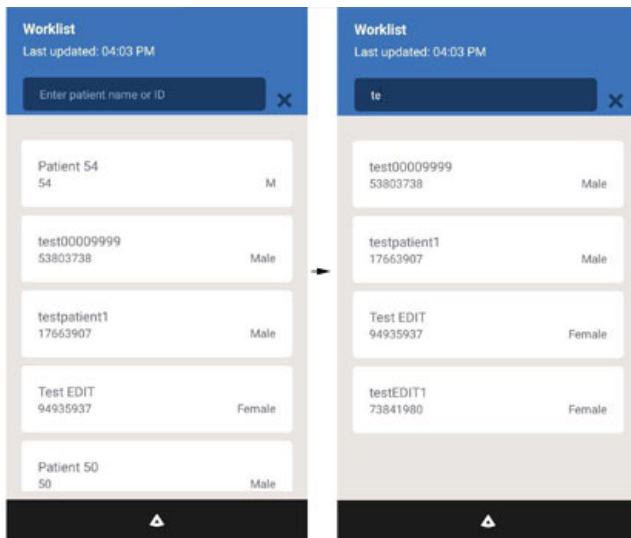 Worklist
Last updated: 04:03 PM
Enter patient name or ID
Patient 54
54 M
test00009999
53803738 Male
testpatient1
17663907 Male
Test EDIT
94935937 Female
Patient 50
50 Male
Worklist
Last updated: 04:03 PM
te
test00009999
53803738 Male
testpatient1
17663907 Male
Test EDIT
94935937 Female
testEDIT1
73841980 Female